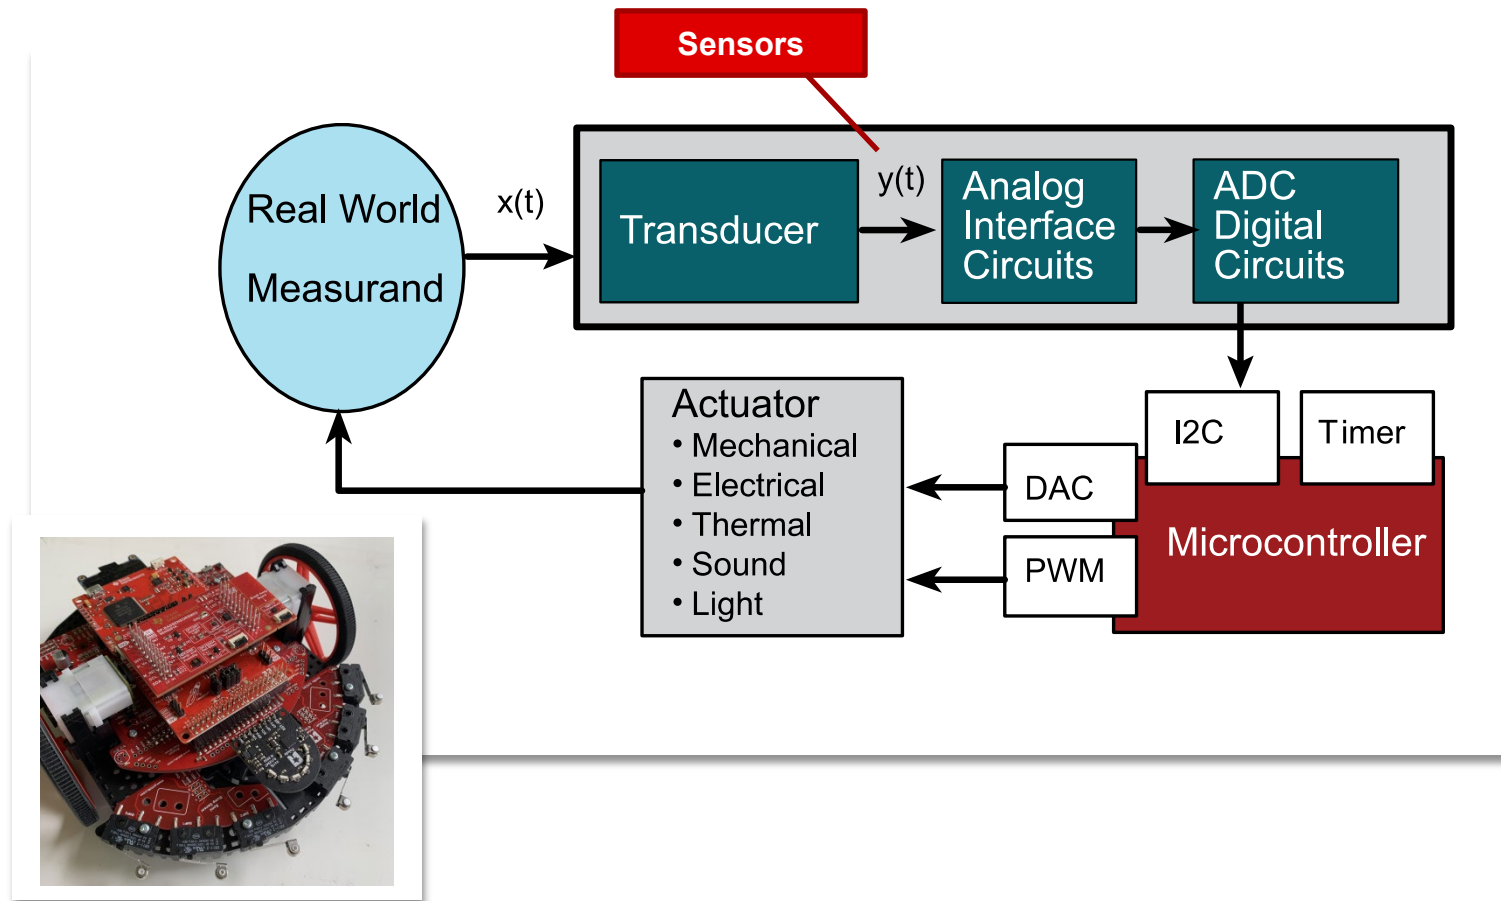 Sensors
Real World
Measurand
x(t)
Transducer
y(t)
Analog
Interface
Circuits
ADC
Digital
Circuits
Actuator
• Mechanical
• Electrical
• Thermal
• Sound
• Light
DAC
PWM
I2C
Timer
Microcontroller